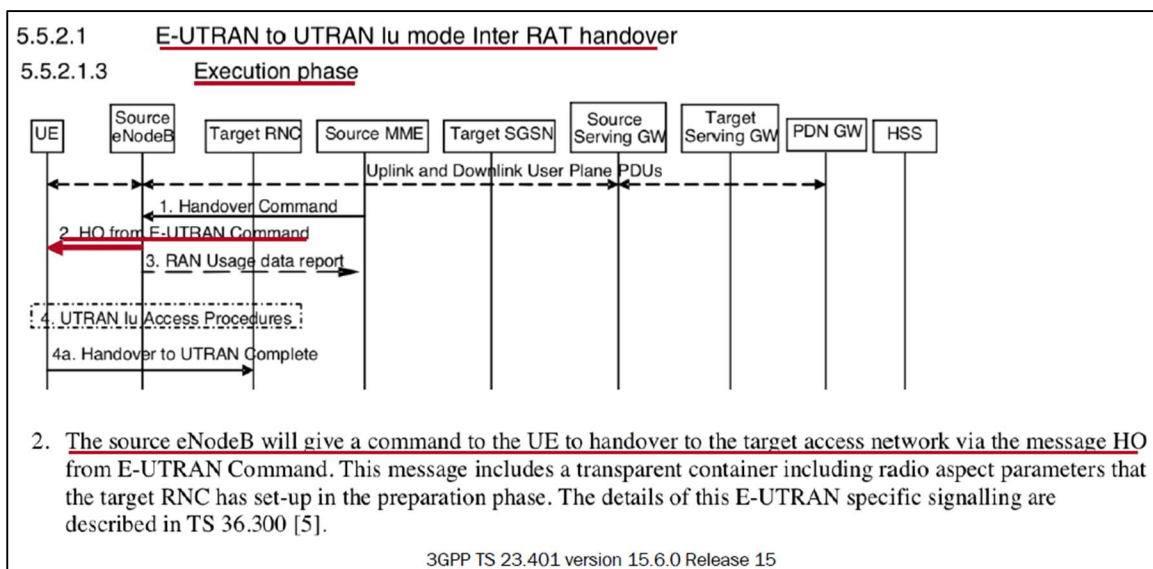 5.5.2.1 E-UTRAN to UTRAN Iu mode Inter RAT handover
5.5.2.1.3 Execution phase
UE
Source
eNodeB
Target RNC
Source MME
Target SGSN
Source
Serving GW
Target
Serving GW
PDN GW
HSS
Uplink and Downlink User Plane PDUs
1. Handover Command
2. HO from E-UTRAN Command
3. RAN Usage data report
4. UTRAN Iu Access Procedures
4a. Handover to UTRAN Complete
2. The source eNodeB will give a command to the UE to handover to the target access network via the message HO
from E-UTRAN Command. This message includes a transparent container including radio aspect parameters that
the target RNC has set-up in the preparation phase. The details of this E-UTRAN specific signalling are
described in TS 36.300 [5].
3GPP TS 23.401 version 15.6.0 Release 15